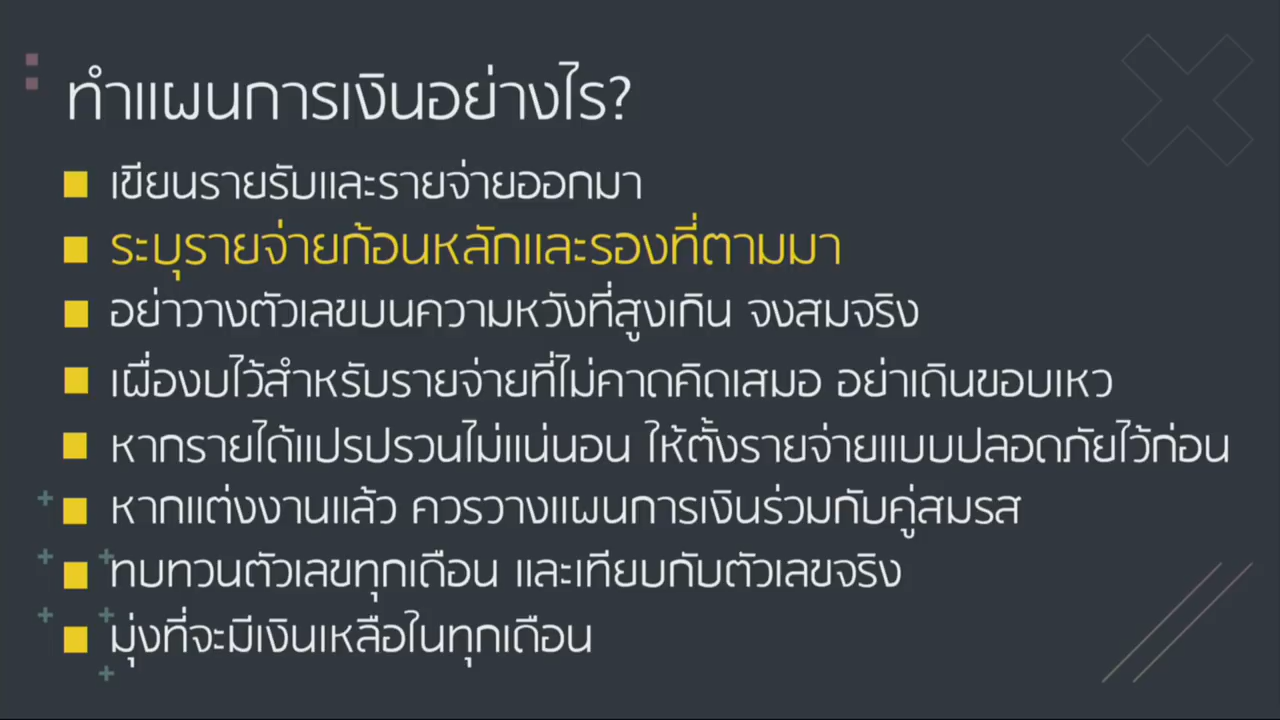 ทำแผนการเงินอย่างไร?
เขียนรายรับและรายจ่ายออกมา
ระบุรายจ่ายก้อนหลักและรองที่ตามมา
อย่าวางตัวเลขบนความหวังที่สูงเกิน จงสมจริง
เผื่องบไว้สำหรับรายจ่ายที่ไม่คาดคิดเสมอ อย่าเดินขอบเหว
หากรายได้แปรปรวนไม่แน่นอน ให้ตั้งรายจ่ายแบบปลอดภัยไว้ก่อน
หากแต่งงานแล้ว ควรวางแผนการเงินร่วมกับคู่สมรส
ทบทวนตัวเลขทุกเดือน และเทียบกับตัวเลขจริง
มุ่งที่จะมีเงินเหลือในทุกเดือน